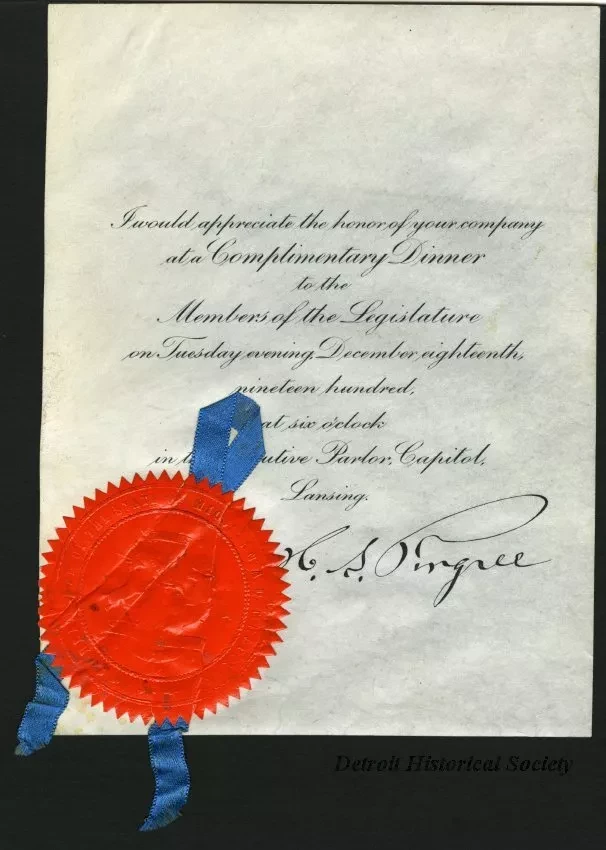 I would appreciate the honor of your company
at a Complimentary Dinner
to the
Members of the Legislature
on Tuesday evening, December eighteenth,
nineteen hundred,
at six o'clock
in utive Parlor, Capitol,
Lansing.
H. S. Pingree
Detroit Historical Society